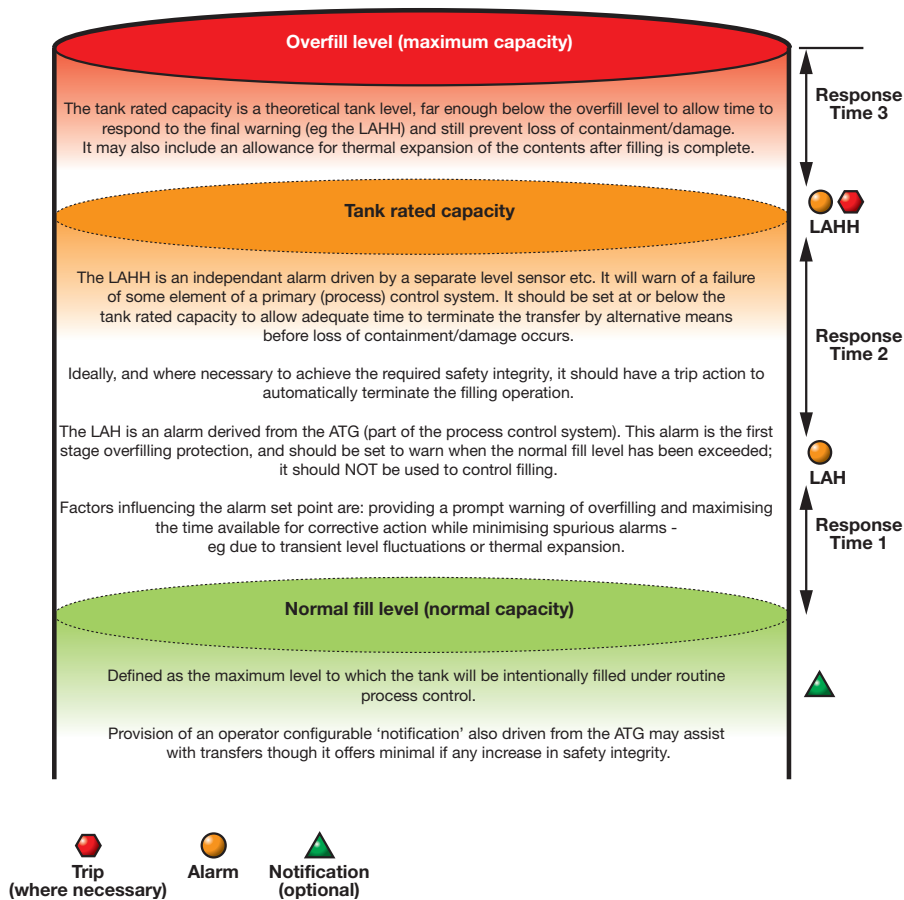 Overfill level (maximum capacity)
The tank rated capacity is a theoretical tank level, far enough below the overfill level to allow time to
respond to the final warning (eg the LAHH) and still prevent loss of containment/damage.
It may also include an allowance for thermal expansion of the contents after filling is complete.
Response
Time 3
Tank rated capacity
LAHH
The LAHH is an independant alarm driven by a separate level sensor etc. It will warn of a failure
of some element of a primary (process) control system. It should be set at or below the
tank rated capacity to allow adequate time to terminate the transfer by alternative means
before loss of containment/damage occurs.
Response
Time 2
Ideally, and where necessary to achieve the required safety integrity, it should have a trip action to
automatically terminate the filling operation.
The LAH is an alarm derived from the ATG (part of the process control system). This alarm is the first
stage overfilling protection, and should be set to warn when the normal fill level has been exceeded;
it should NOT be used to control filling.
LAH
Factors influencing the alarm set point are: providing a prompt warning of overfilling and maximising
the time available for corrective action while minimising spurious alarms -
eg due to transient level fluctuations or thermal expansion.
Response
Time 1
Normal fill level (normal capacity)
Defined as the maximum level to which the tank will be intentionally filled under routine
process control.
Provision of an operator configurable ‘notification’ also driven from the ATG may assist
with transfers though it offers minimal if any increase in safety integrity.
Trip
(where necessary)
Alarm
Notification
(optional)